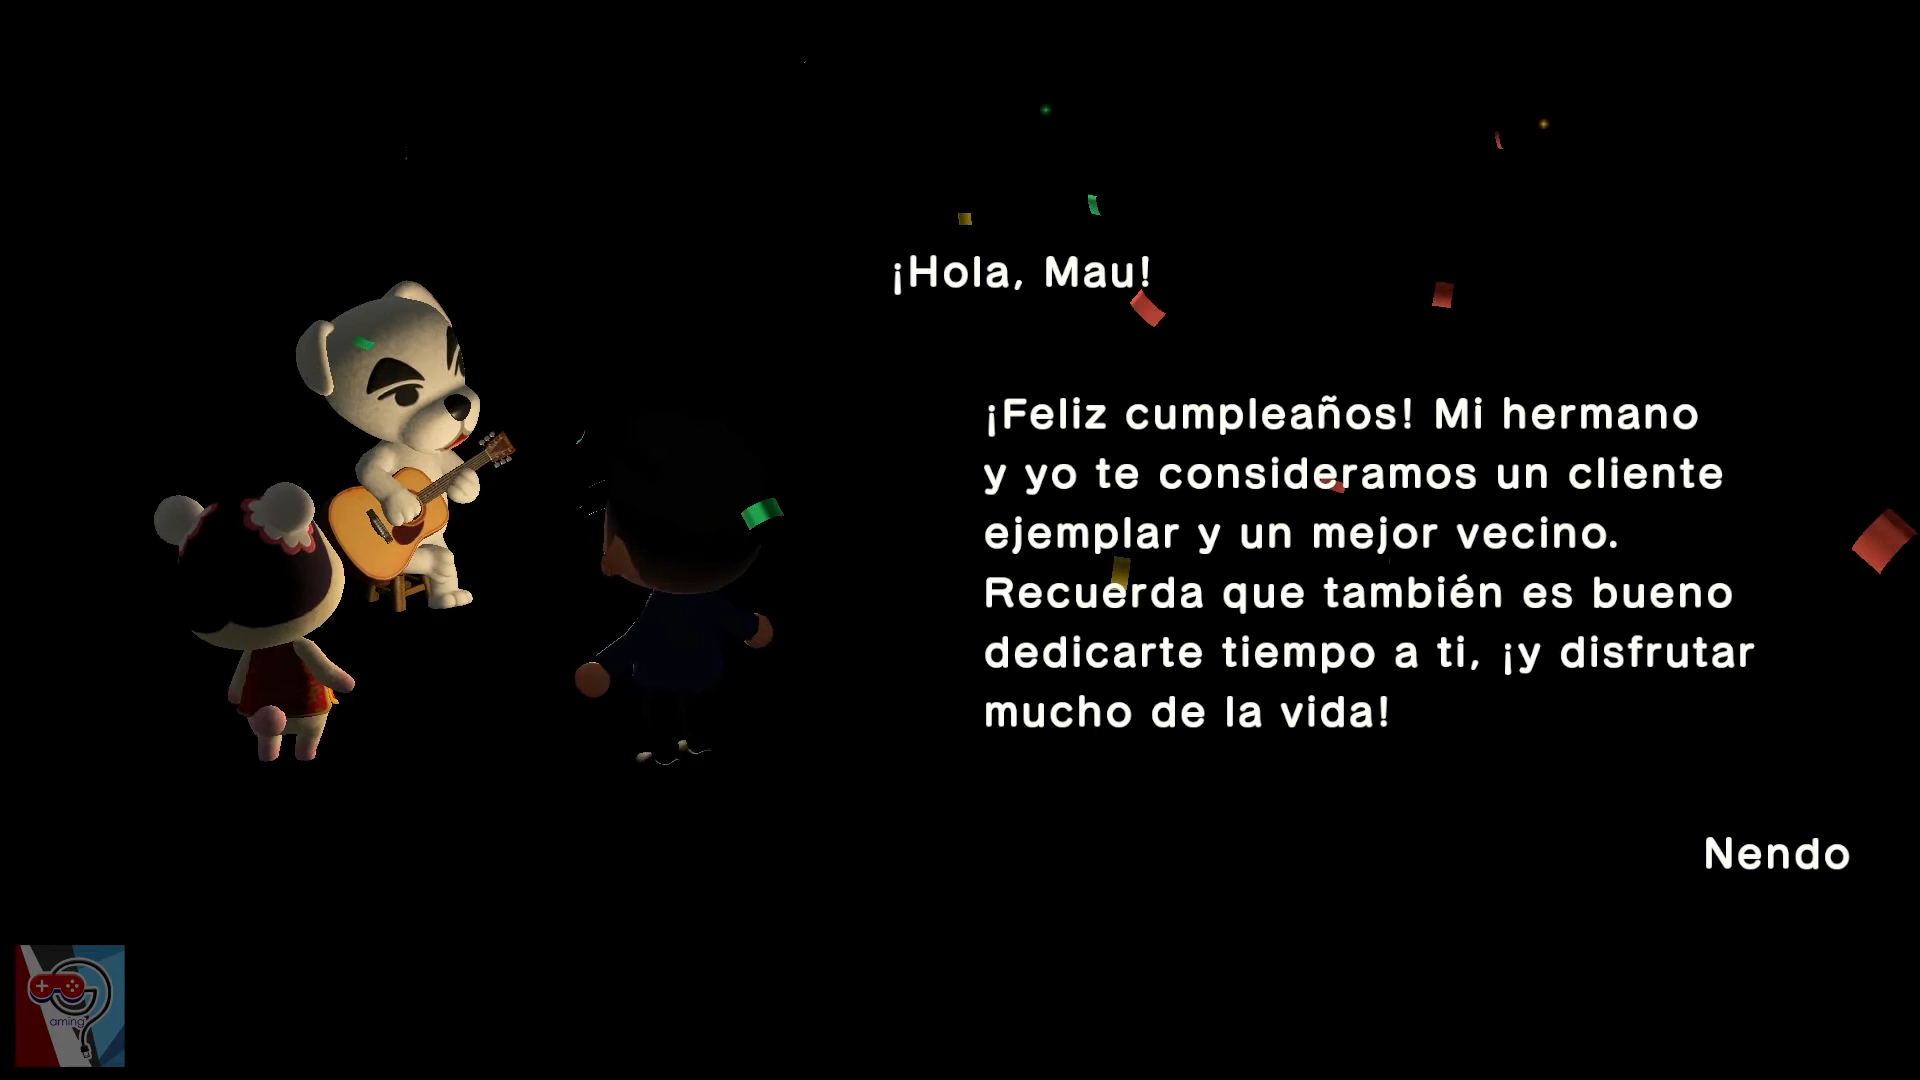 ¡Hola, Mau!
¡Feliz cumpleaños! Mi hermano
y yo te consideramos un cliente
ejemplar y un mejor vecino.
Recuerda que también es bueno
dedicarte tiempo a ti, ¡y disfrutar
mucho de la vida!
Nendo
aming